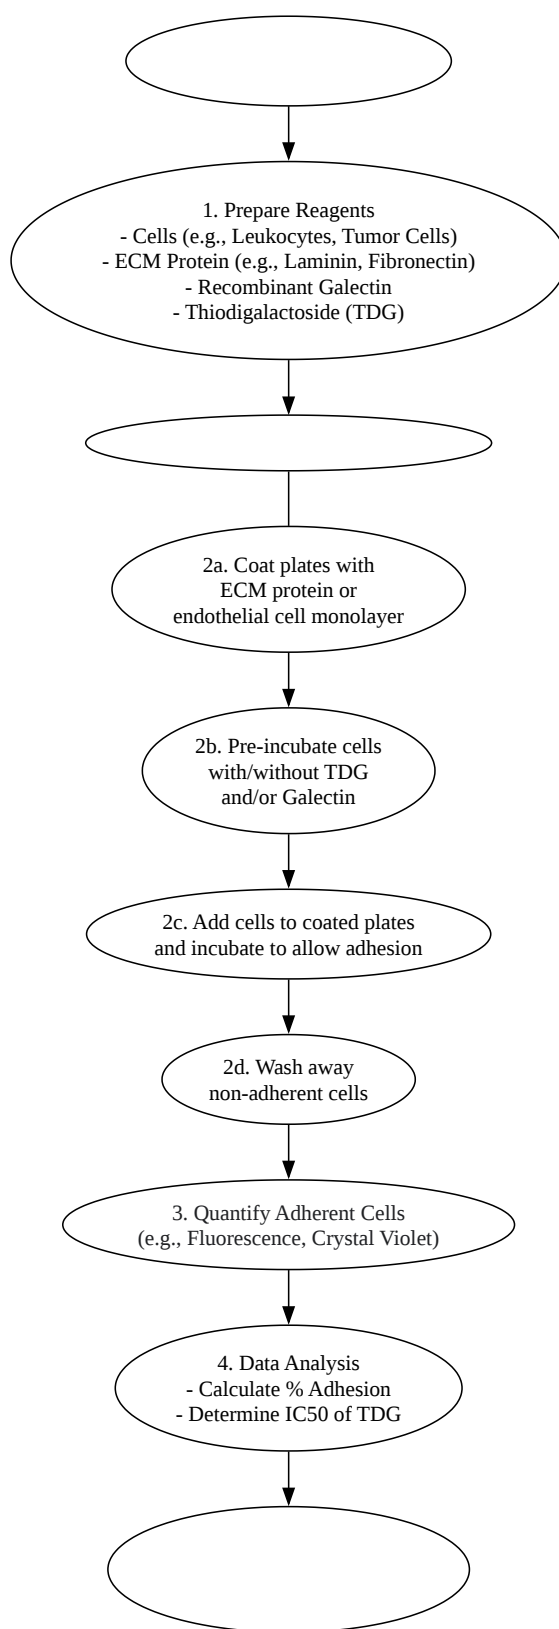 1. Prepare Reagents
- Cells (e.g., Leukocytes, Tumor Cells)
- ECM Protein (e.g., Laminin, Fibronectin)
- Recombinant Galectin
- Thiodigalactoside (TDG)
2a. Coat plates with
ECM protein or
endothelial cell monolayer
2b. Pre-incubate cells
with/without TDG
and/or Galectin
2c. Add cells to coated plates
and incubate to allow adhesion
2d. Wash away
non-adherent cells
3. Quantify Adherent Cells
(e.g., Fluorescence, Crystal Violet)
4. Data Analysis
- Calculate % Adhesion
- Determine IC50 of TDG